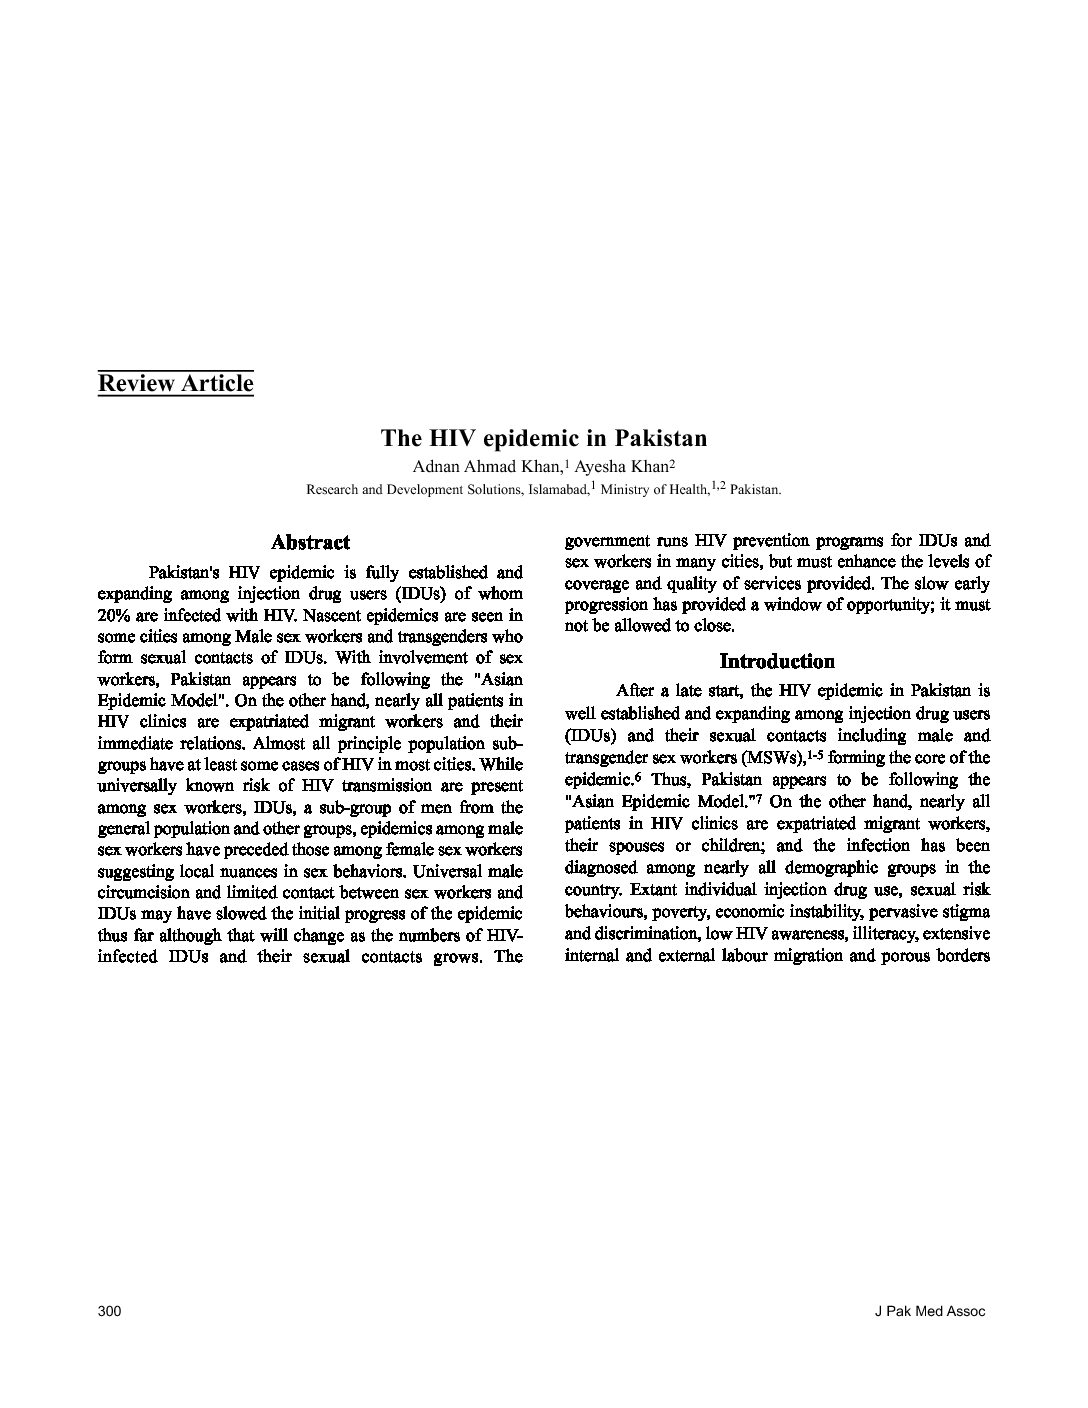 Review Article
The HIV epidemic in Pakistan
Adnan Ahmad Khan,1 Ayesha Khan2
Research and Development Solutions, Islamabad,1 Ministry of Health,1,2 Pakistan.
Abstract
Pakistan's HIV epidemic is fully established and
expanding among injection drug users (IDUs) of whom
20% are infected with HIV. Nascent epidemics are seen in
some cities among Male sex workers and transgenders who
form sexual contacts of IDUs. With involvement of sex
workers, Pakistan appears to be following the "Asian
Epidemic Model". On the other hand, nearly all patients in
HIV clinics are expatriated migrant workers and their
immediate relations. Almost all principle population sub-
groups have at least some cases of HIV in most cities. While
universally known risk of HIV transmission are present
among sex workers, IDUs, a sub-group of men from the
general population and other groups, epidemics among male
sex workers have preceded those among female sex workers
suggesting local nuances in sex behaviors. Universal male
circumcision and limited contact between sex workers and
IDUs may have slowed the initial progress of the epidemic
thus far although that will change as the numbers of HIV-
infected IDUs and their sexual contacts grows. The
government runs HIV prevention programs for IDUs and
sex workers in many cities, but must enhance the levels of
coverage and quality of services provided. The slow early
progression has provided a window of opportunity; it must
not be allowed to close.
Introduction
After a late start, the HIV epidemic in Pakistan is
well established and expanding among injection drug users
(IDUs) and their sexual contacts including male and
transgender sex workers (MSWs),1-5 forming the core of the
epidemic.6 Thus, Pakistan appears to be following the
"Asian Epidemic Model."7 On the other hand, nearly all
patients in HIV clinics are expatriated migrant workers,
their spouses or children; and the infection has been
diagnosed among nearly all demographic groups in the
country. Extant individual injection drug use, sexual risk
behaviours, poverty, economic instability, pervasive stigma
and discrimination, low HIV awareness, illiteracy, extensive
internal and external labour migration and porous borders
300
J Pak Med Assoc